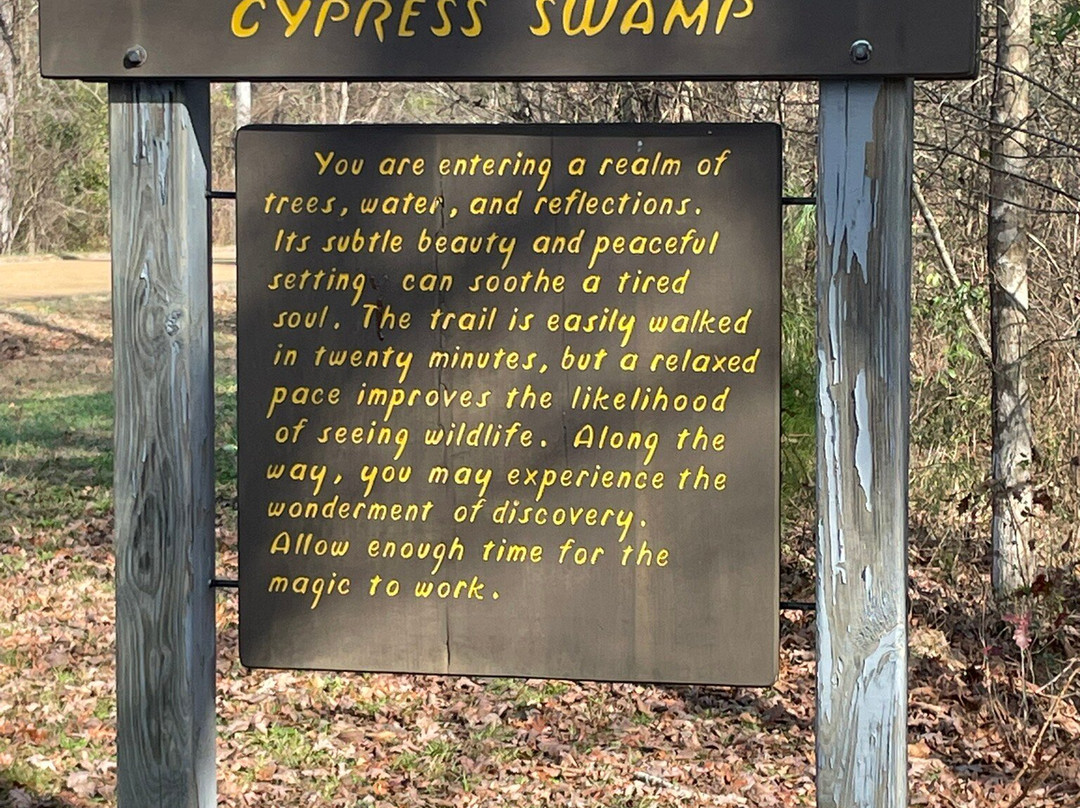 CYPRESS SWAMP
You are entering a realm of
trees, water, and reflections.
Its subtle beauty and peaceful
setting can soothe a tired
soul. The trail is easily walked
in twenty minutes, but a relaxed
pace improves the likelihood
of seeing wildlife. Along the
way, you may experience the
wonderment of discovery.
Allow enough time for the
magic to work.